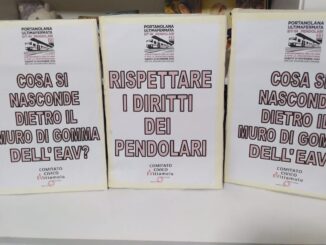 PORTANOLANA
ULTIMAFERMATA
COSA SI
NASCONDE
DIETRO IL
MURO DI GOMMA
DELL'EAV?
COMITATO
CIVICO
PORTANOLANA
ULTIMAFERMATA
RISPETTARE
I DIRITTI
DEI
PENDOLARI
COMITATO
CIVICO
PORTANOLANA
ULTIMAFERMATA
COSA SI
NASCONDE
DIETRO IL
MURO DI GOMMA
DELL'EAV?
COMITATO
CIVICO